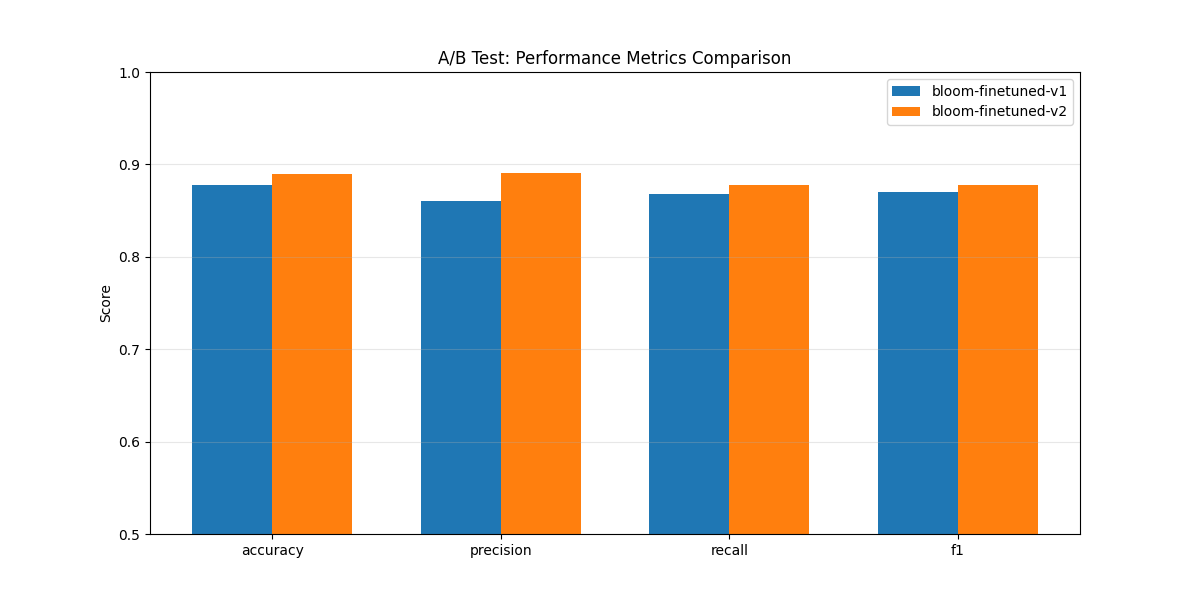 A/B Test: Performance Metrics Comparison
bloom-finetuned-v1
bloom-finetuned-v2
Score
1.0
0.9
0.8
0.7
0.6
0.5
accuracy precision recall f1